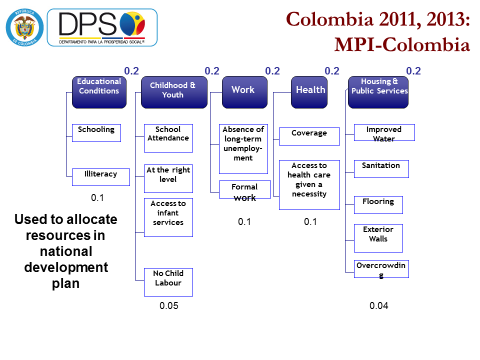 DPS
DEPARTAMENTO PARA LA PROSPERIDAD SOCIAL
Colombia 2011, 2013:
MPI-Colombia
0.2
0.2
0.2
0.2
0.2
Educational
Conditions
Childhood &
Youth
Work
Health
Housing &
Public Services
Schooling
Illiteracy
0.1
School
Attendance
At the right
level
Access to
infant
services
No Child
Labour
0.05
Absence of
long-term
unemploy-
ment
Formal
work
0.1
Coverage
Access to
health care
given a
necessity
0.1
Improved
Water
Sanitation
Flooring
Exterior
Walls
Overcrowdin
g
0.04
Used to allocate
resources in
national
development
plan